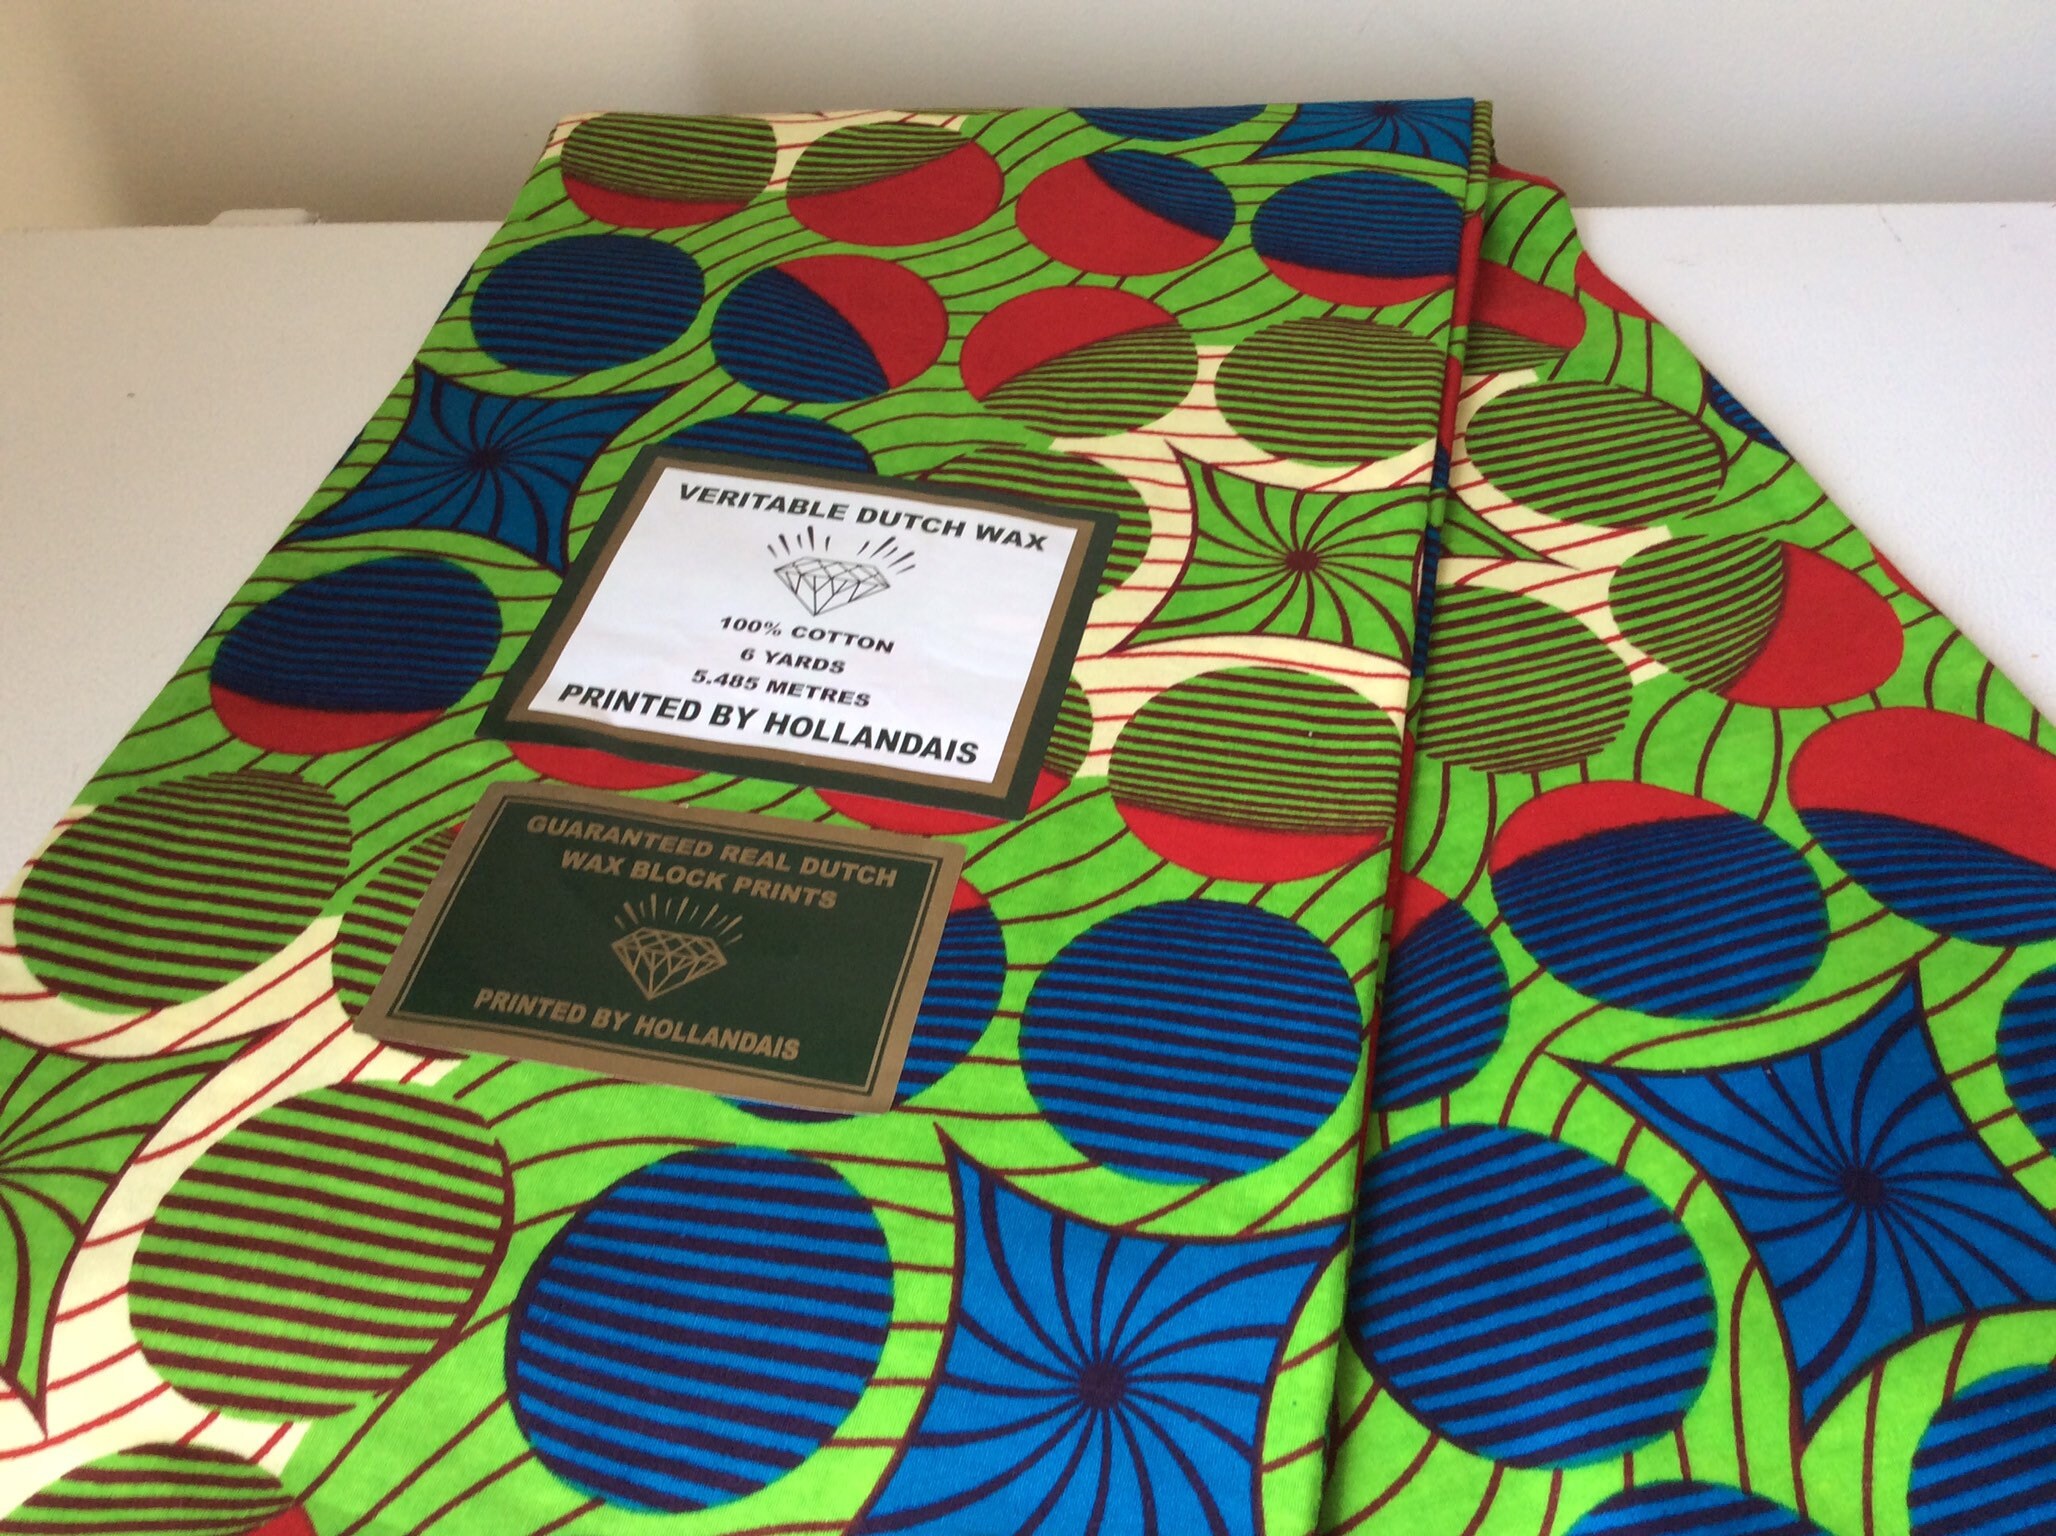 VERITABLE DUTCH WAX
100% COTTON
6 YARDS
5.485 METRES
PRINTED BY HOLLANDAIS
GUARANTEED REAL DUTCH
WAX BLOCK PRINTS
PRINTED BY HOLLANDAIS